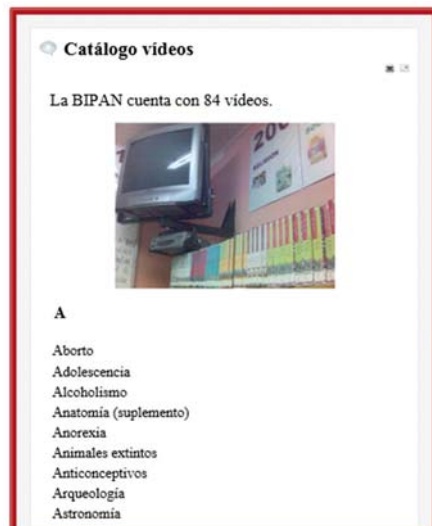 Catálogo vídeos
La BIPAN cuenta con 84 vídeos.
A
Aborto
Adolescencia
Alcoholismo
Anatomía (suplemento)
Anorexia
Animales extintos
Anticonceptivos
Arqueología
Astronomía